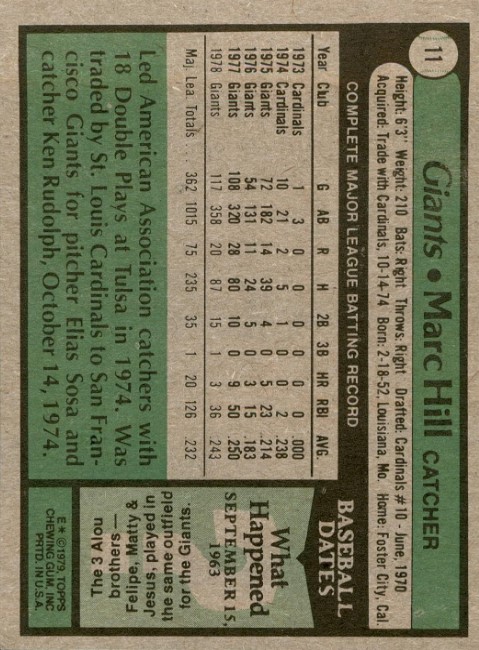 11
Giants • Marc Hill CATCHER
Height: 6'3" Weight: 210 Bats: Right Throws: Right Drafted: Cardinals #10 - June, 1970
Acquired: Trade with Cardinals, 10-14-74 Born: 2-18-52, Louisiana, Mo. Home: Foster City, Cal.
COMPLETE MAJOR LEAGUE BATTING RECORD
Year Club G AB R H 2B 3B HR RBI AVG.
1973 Cardinals 1 3 0 0 0 0 0 0 .000
1974 Cardinals 10 21 2 5 1 0 0 2 .238
1975 Giants 72 182 14 39 4 0 5 23 .214
1976 Giants 54 131 11 24 5 0 3 15 .183
1977 Giants 108 320 28 80 10 0 9 50 .250
1978 Giants 117 358 20 87 15 1 3 36 .243
Maj. Lea. Totals 362 1015 75 235 35 1 20 126 .232
Led American Association catchers with
18 Double Plays at Tulsa in 1974. Was
traded by St. Louis Cardinals to San Fran-
cisco Giants for pitcher Elias Sosa and
catcher Ken Rudolph, October 14, 1974.
BASEBALL
DATES
What
Happened
SEPTEMBER 15,
1963
The 3 Alou
brothers—
Felipe, Matty &
Jesus, played in
the same outfield
for the Giants.
E* © 1979, TOPPS
CHEWING GUM, INC
PRTD. IN U.S.A.